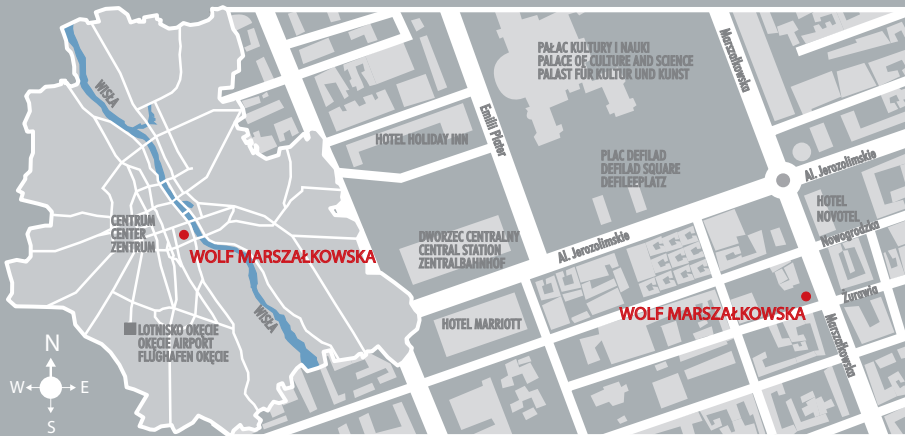 WISŁA
CENTRUM
CENTER
ZENTRUM
WOLF MARSZAŁKOWSKA
WISŁA
LOTNISKO OKĘCIE
OKĘCIE AIRPORT
FLUGHAFEN OKĘCIE
N
W
E
S
PAŁAC KULTURY I NAUKI
PALACE OF CULTURE AND SCIENCE
PALAST FÜR KULTUR UND KUNST
Marszałkowska
Emilii Plater
HOTEL HOLIDAY INN
PLAC DEFILAD
DEFILAD SQUARE
DEFILEEPLATZ
Al. Jerozolimskie
HOTEL
NOVOTEL
Nowogrodzka
DWORZEC CENTRALNY
CENTRAL STATION
ZENTRALBAHNHOF
Al. Jerozolimskie
HOTEL MARRIOTT
WOLF MARSZAŁKOWSKA
Żurawia
Marszałkowska